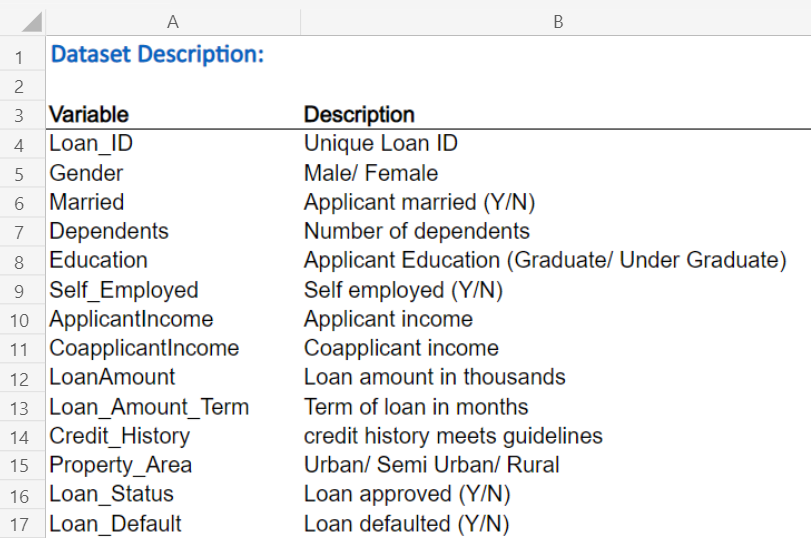 A B
1 Dataset Description:
2
3 Variable Description
4 Loan_ID Unique Loan ID
5 Gender Male/ Female
6 Married Applicant married (Y/N)
7 Dependents Number of dependents
8 Education Applicant Education (Graduate/ Under Graduate)
9 Self_Employed Self employed (Y/N)
10 ApplicantIncome Applicant income
11 CoapplicantIncome Coapplicant income
12 LoanAmount Loan amount in thousands
13 Loan_Amount_Term Term of loan in months
14 Credit_History credit history meets guidelines
15 Property_Area Urban/ Semi Urban/ Rural
16 Loan_Status Loan approved (Y/N)
17 Loan_Default Loan defaulted (Y/N)